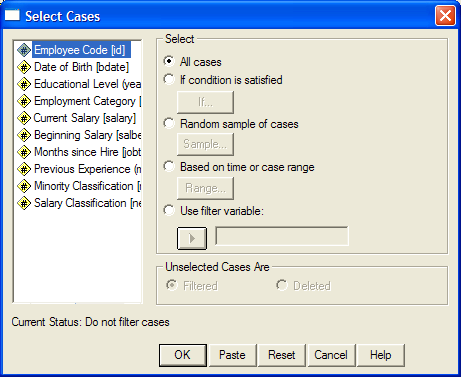 Select Cases
Employee Code [id]
Date of Birth [bdate]
Educational Level (yea
Employment Category [
Current Salary [salary]
Beginning Salary [salbe
Months since Hire [jobt
Previous Experience (m
Minority Classification [m
Salary Classification [ne
Select
All cases
If condition is satisfied
If...
Random sample of cases
Sample...
Based on time or case range
Range...
Use filter variable:
Unselected Cases Are
Filtered
Deleted
Current Status: Do not filter cases
OK
Paste
Reset
Cancel
Help